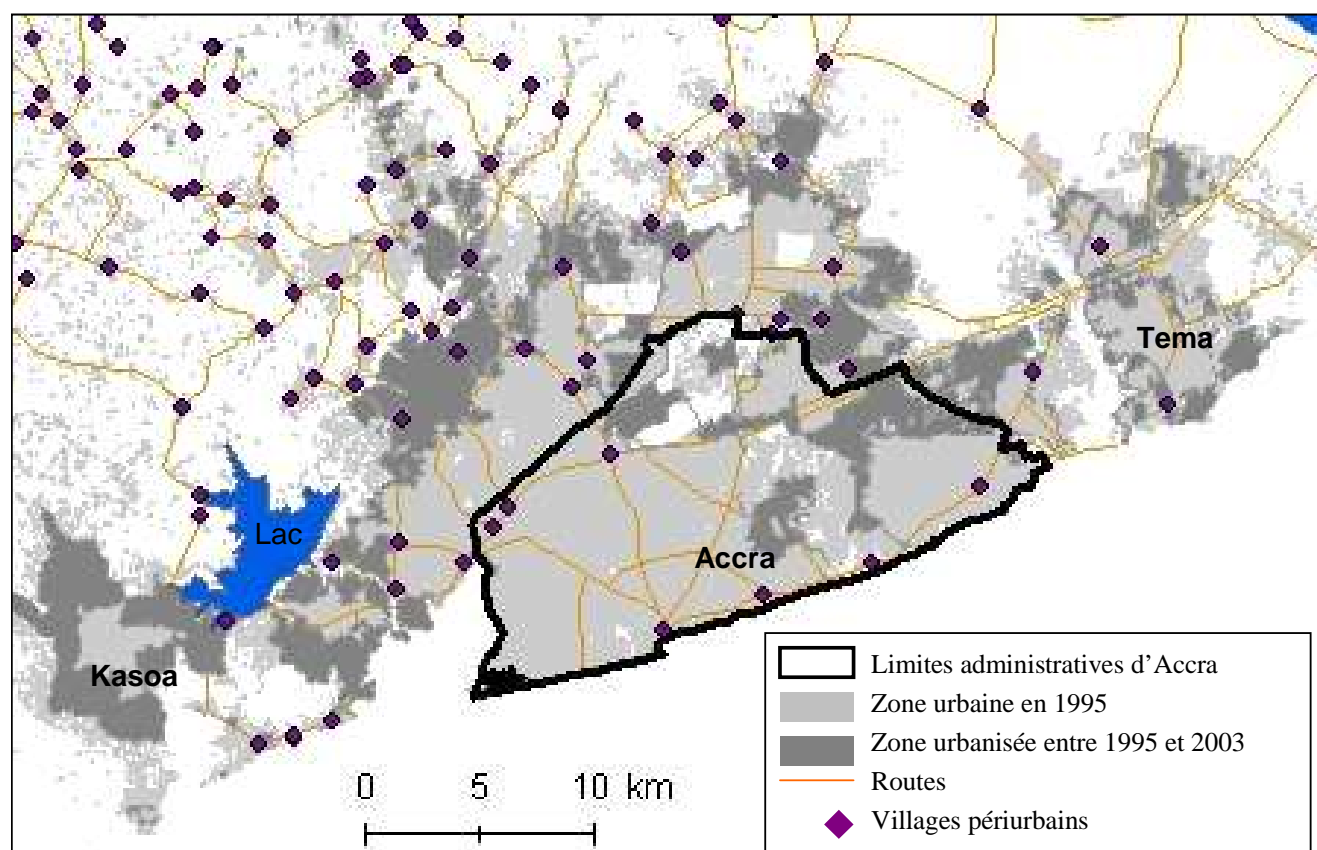 Tema
Lac
Accra
Kasoa
0 5 10 km
Limites administratives d’Accra
Zone urbaine en 1995
Zone urbanisée entre 1995 et 2003
Routes
Villages périurbains